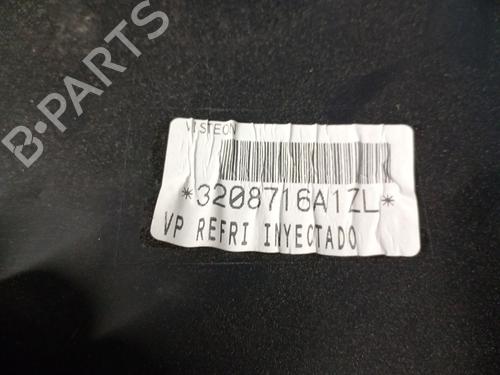 B-PARTS
VISTEON
*3208716A1ZL*
VP REFRI INYECTADO